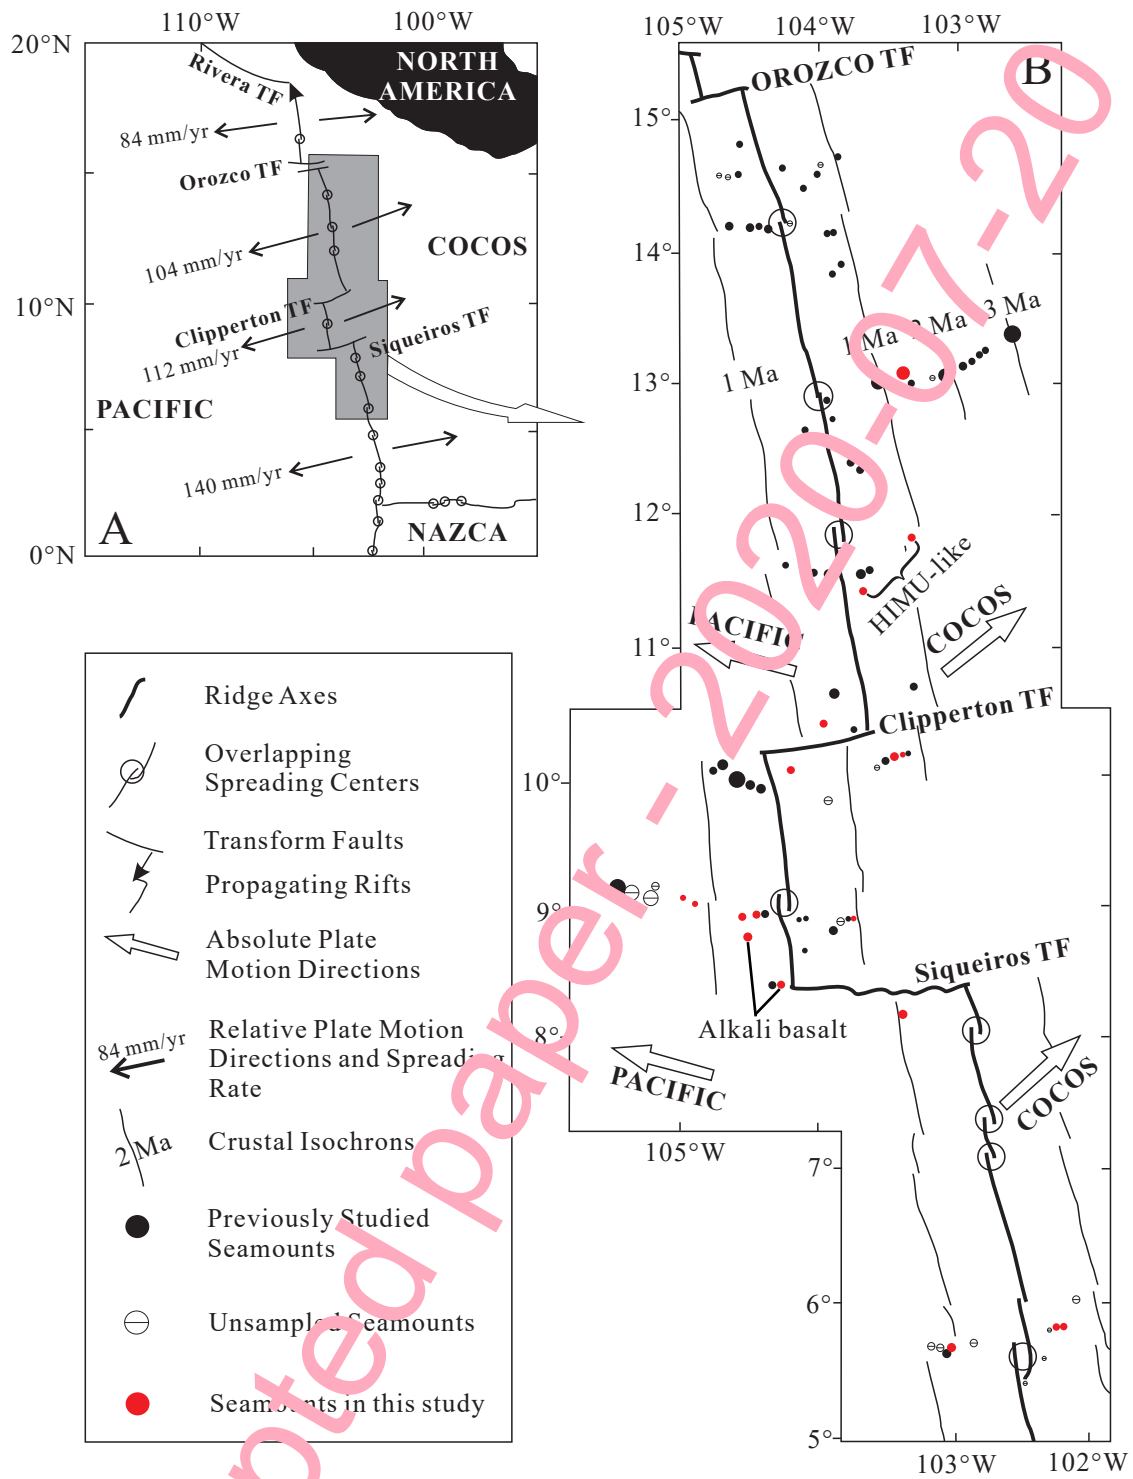 110°W
100°W
20°N
10°N
0°N
Rivera TF
NORTH
AMERICA
84 mm/yr
Orozco TF
COCOS
104 mm/yr
Clipperton TF
Siqueiros TF
112 mm/yr
PACIFIC
140 mm/yr
NAZCA
A
Ridge Axes
Overlapping
Spreading Centers
Transform Faults
Propagating Rifts
Absolute Plate
Motion Directions
84 mm/yr
Relative Plate Motion
Directions and Spreading
Rate
2 Ma
Crustal Isochrons
Previously Studied
Seamounts
Unsampled Seamounts
Seamounts in this study
105°W
104°W
103°W
B
OROZCO TF
15°
14°
13°
12°
11°
10°
9°
8°
1 Ma
1 Ma
2 Ma
3 Ma
HIMU-like
PACIFIC
COCOS
Clipperton TF
Siqueiros TF
Alkali basalt
PACIFIC
COCOS
105°W
7°
6°
5°
103°W
102°W
pted paper - 2020-07-20